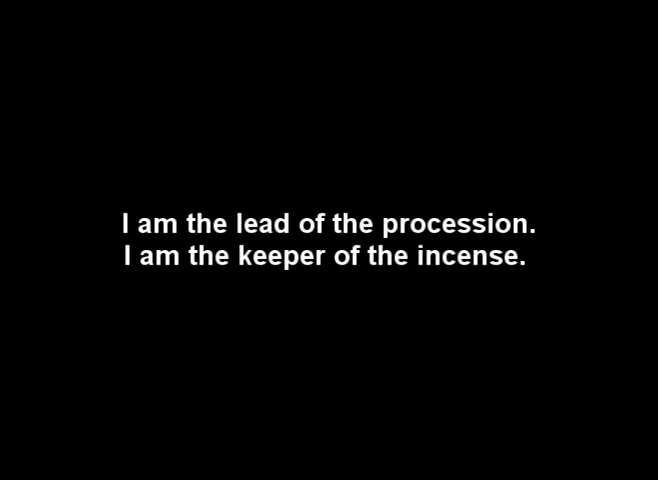 I am the lead of the procession.
I am the keeper of the incense.